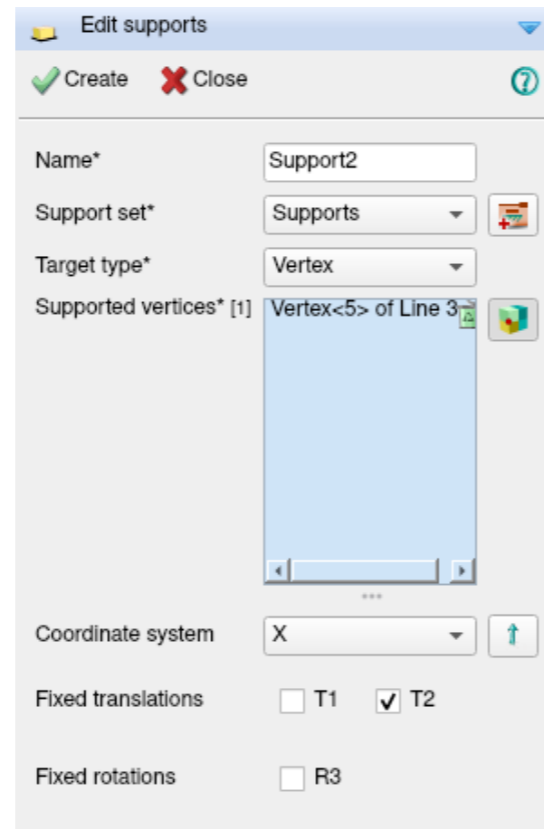 Edit supports
Create Close
Name* Support2
Support set* Supports
Target type* Vertex
Supported vertices* [1] Vertex<5> of Line 3
Coordinate system X
Fixed translations T1 T2
Fixed rotations R3